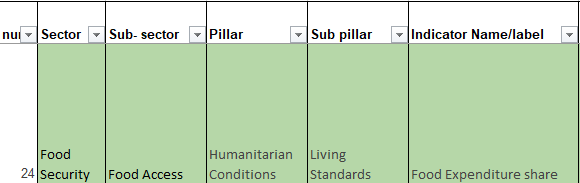 nu Sector Sub- sector Pillar Sub pillar Indicator Name/label
Food Humanitarian Living
24 Security Food Access Conditions Standards Food Expenditure share